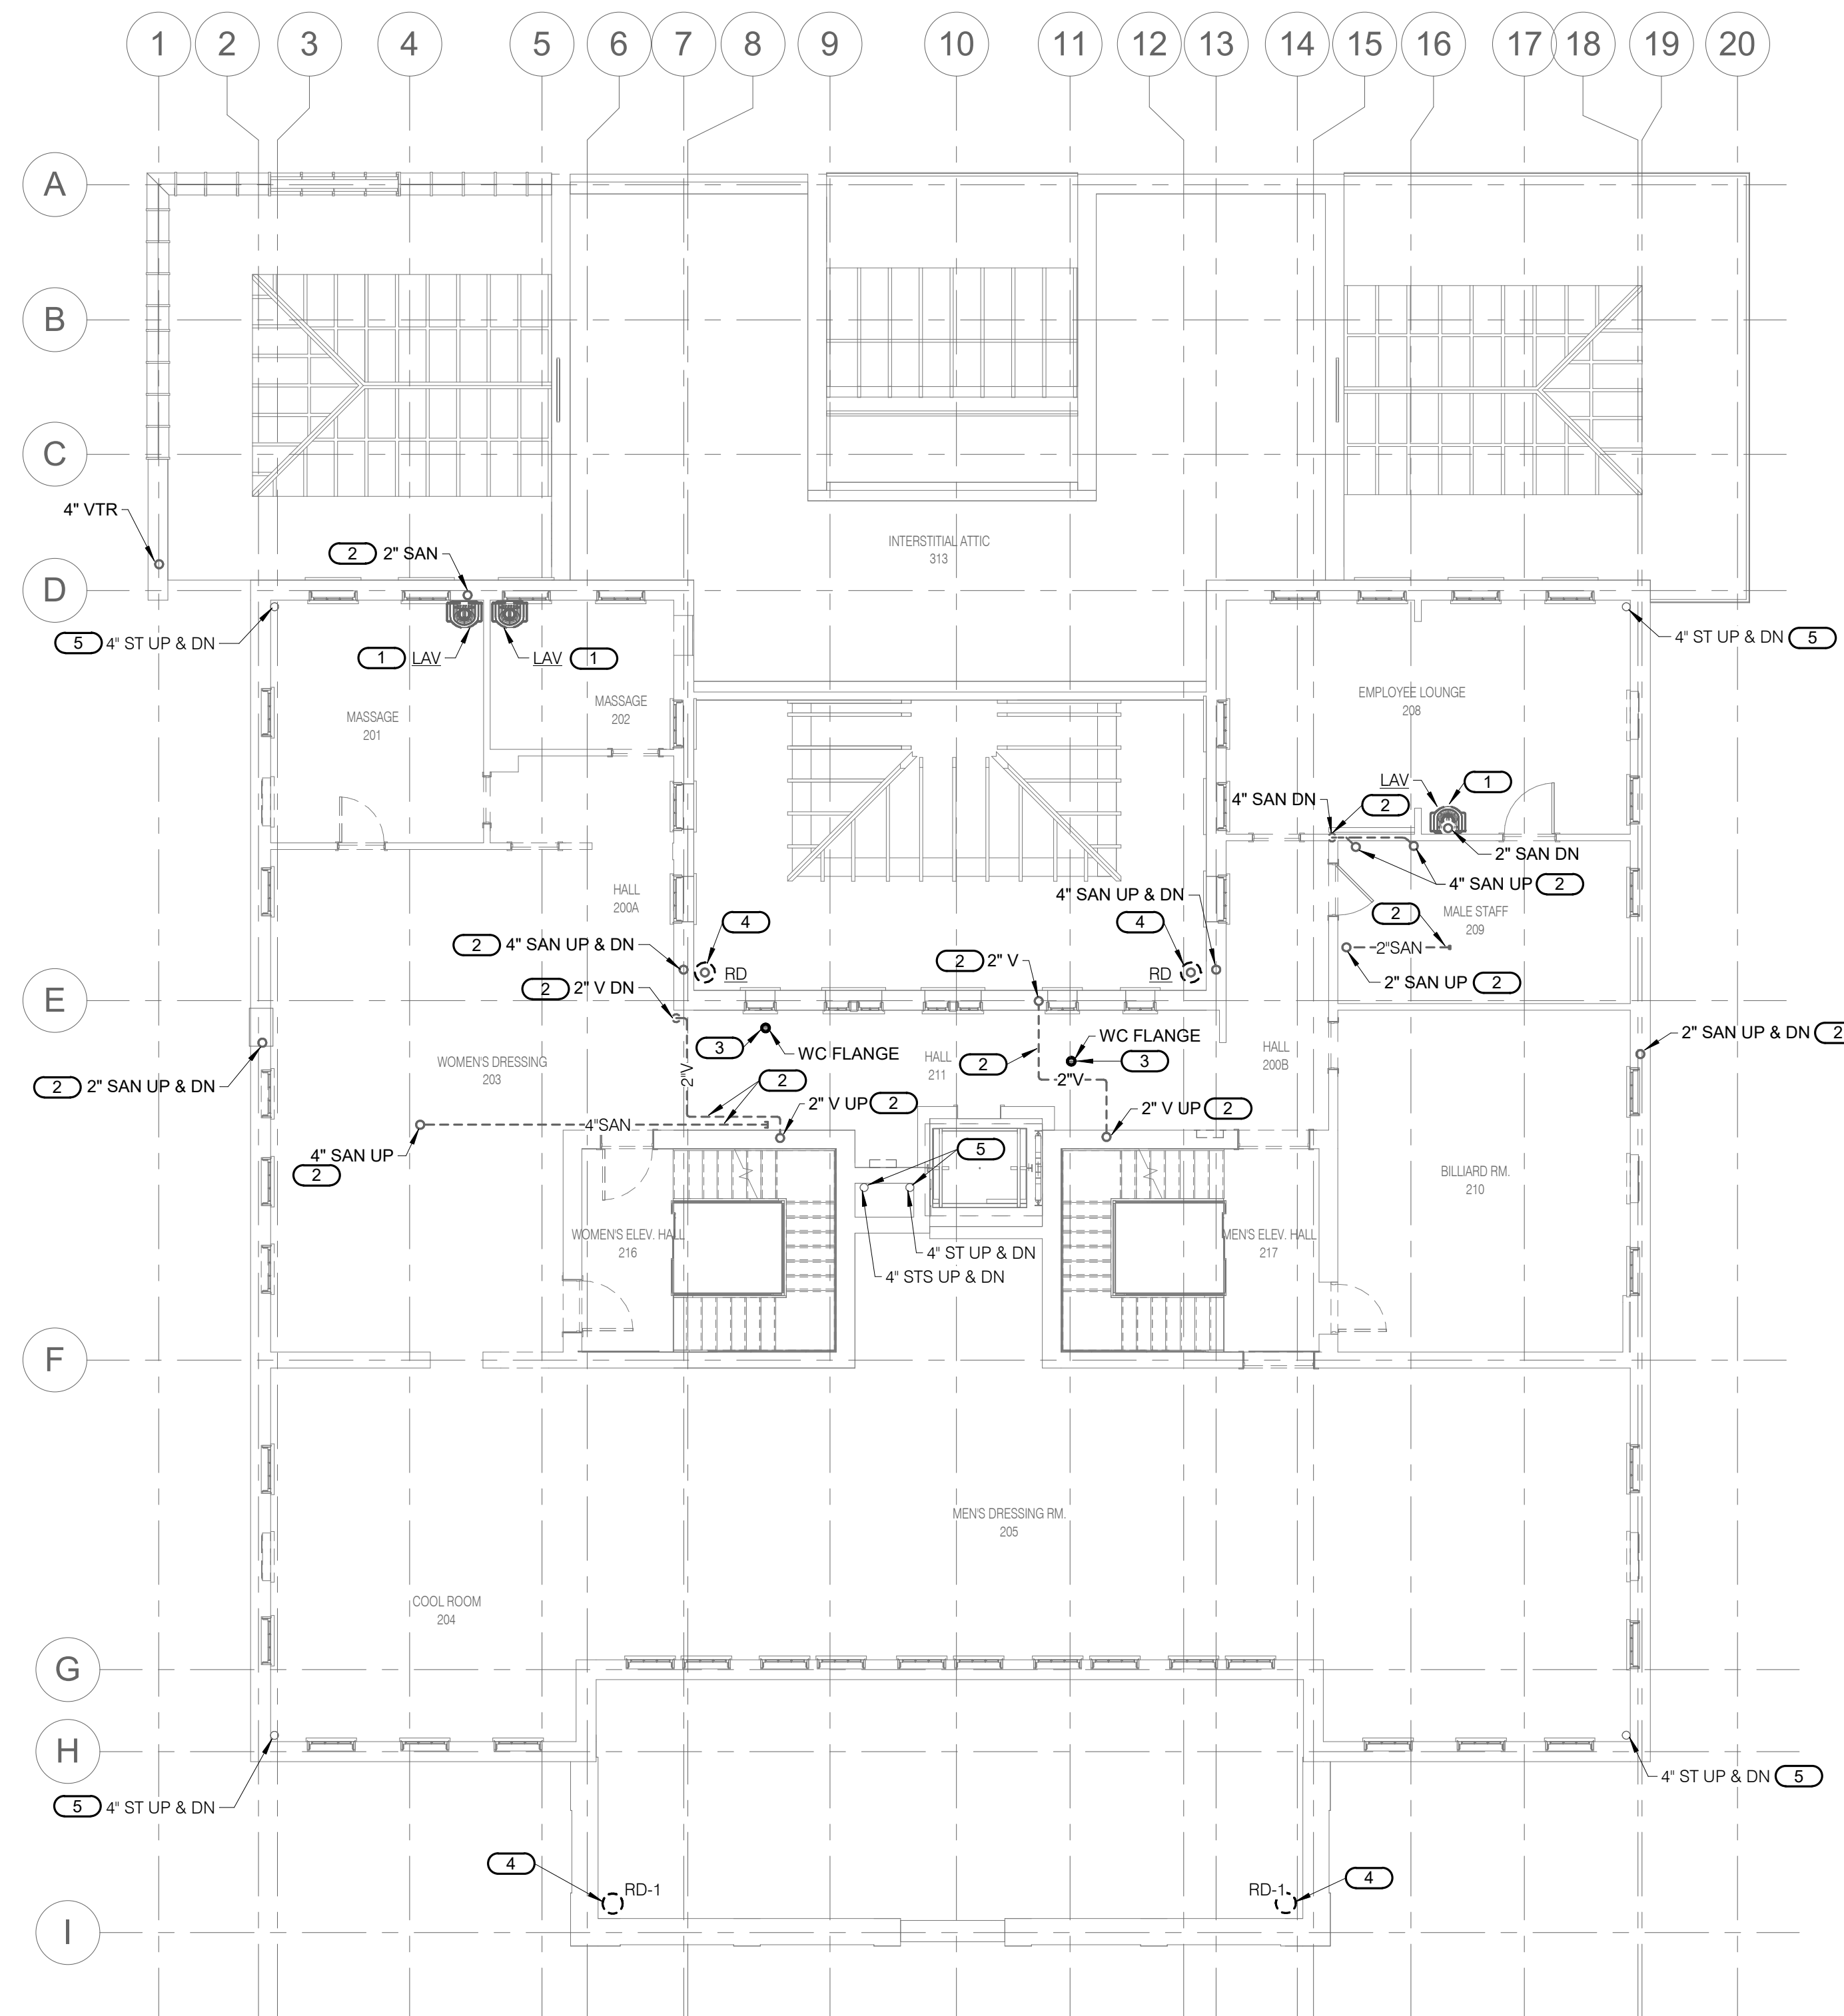 1 2 3 4 5 6 7 8 9 10 11 12 13 14 15 16 17 18 19 20
A
B
C
4" VTR
INTERSTITIAL ATTIC
313
2 2" SAN
D
5 4" ST UP & DN
4" ST UP & DN 5
1 LAV
LAV 1
MASSAGE
201
MASSAGE
202
EMPLOYEE LOUNGE
208
LAV 1
4" SAN DN
2
2" SAN DN
4" SAN UP 2
HALL
200A
4" SAN UP & DN
4
4
2
MALE STAFF
209
2 4" SAN UP & DN
RD
RD
2"SAN
2 2" V
2" SAN UP 2
2 2" V DN
E
3
WC FLANGE
WC FLANGE
3
2" SAN UP & DN 2
WOMEN'S DRESSING
203
HALL
211
2
HALL
200B
2"V
2
2"V
2 2" SAN UP & DN
2" V UP 2
2" V UP 2
4"SAN
4" SAN UP
2
5
BILLIARD RM.
210
WOMEN'S ELEV. HALL
216
MEN'S ELEV. HALL
217
4" ST UP & DN
4" STS UP & DN
F
MEN'S DRESSING RM.
205
COOL ROOM
204
G
H
4" ST UP & DN 5
5 4" ST UP & DN
4
RD-1
RD-1
4
I